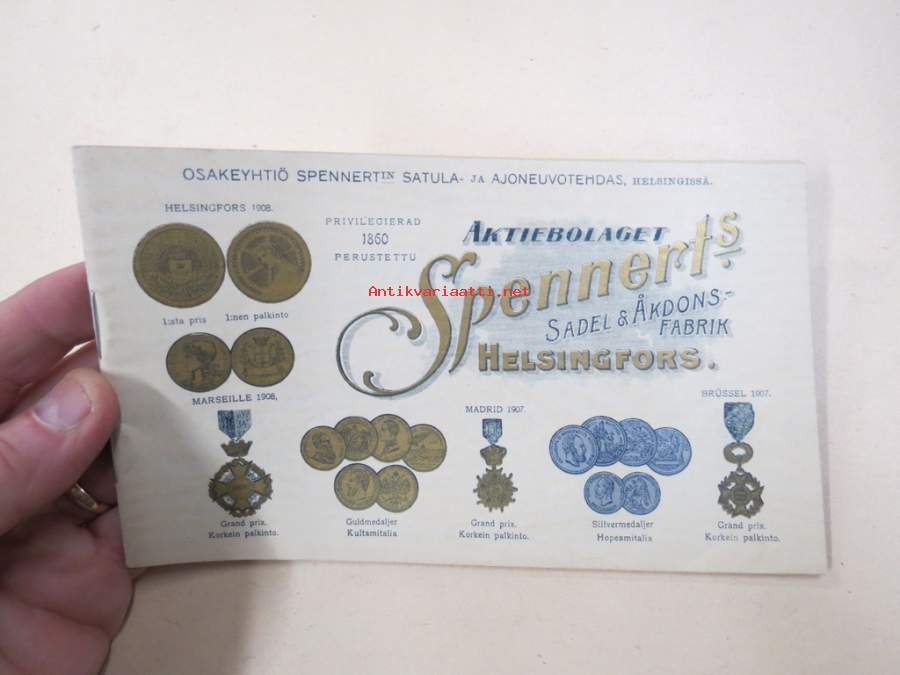 OSAKEYHTIÖ SPENNERTIN SATULA- JA AJONEUVOTEHDAS, HELSINGISSÄ.
HELSINGFORS 1908.
1:sta pris 1:nen palkinto
MARSEILLE 1908,
PRIVILEGIERAD
1860
PERUSTETTU
AKTIEBOLAGET
Spennerts
SADEL & ÅKDONS-
FABRIK
HELSINGFORS.
Antikvariaatti.net
Grand prix.
Korkein palkinto.
Guldmedaljer
Kultamitalia
MADRID 1907.
Grand prix.
Korkein palkinto.
Silfvermedaljer
Hopeamitalia
BRÜSSEL 1907.
Grand prix.
Korkein palkinto.